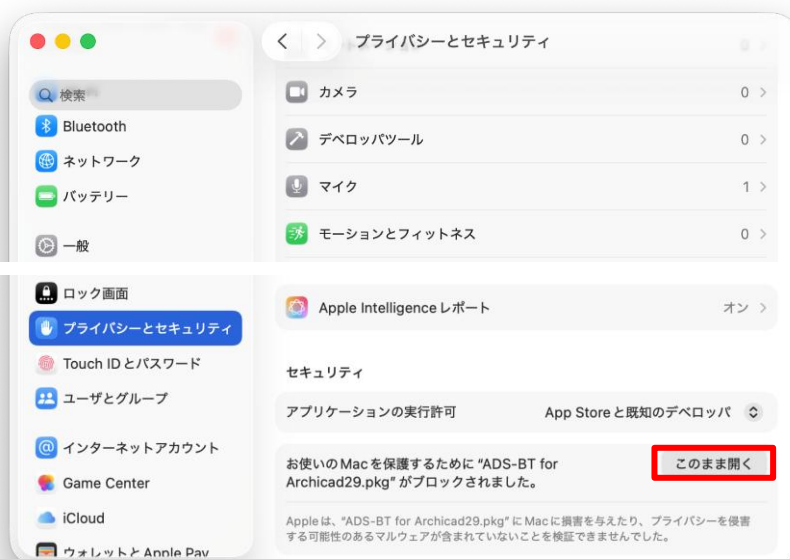 プライバシーとセキュリティ
検索
Bluetooth
ネットワーク
バッテリー
一般
ロック画面
プライバシーとセキュリティ
Touch IDとパスワード
ユーザとグループ
インターネットアカウント
Game Center
iCloud
ウォレットとApple Pay
カメラ 0
デベロッパツール 0
マイク 1
モーションとフィットネス 0
Apple Intelligenceレポート オン
セキュリティ
アプリケーションの実行許可 App Storeと既知のデベロッパ
お使いのMacを保護するために“ADS-BT for
Archicad29.pkg”がブロックされました。
このまま開く
Appleは、“ADS-BT for Archicad29.pkg”にMacに損害を与えたり、プライバシーを侵害
する可能性のあるマルウェアが含まれていないことを検証できませんでした。